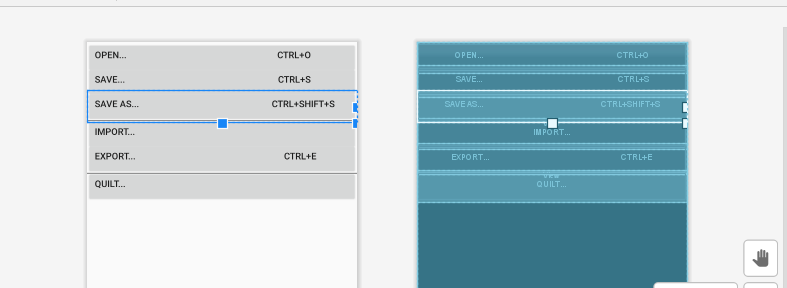 OPEN... CTRL+O
SAVE... CTRL+S
SAVE AS... CTRL+SHIFT+S
IMPORT...
EXPORT... CTRL+E
QUILT...
OPEN... CTRL+O
SAVE... CTRL+S
SAVE AS... CTRL+SHIFT+S
IMPORT...
EXPORT... CTRL+E
QUILT...